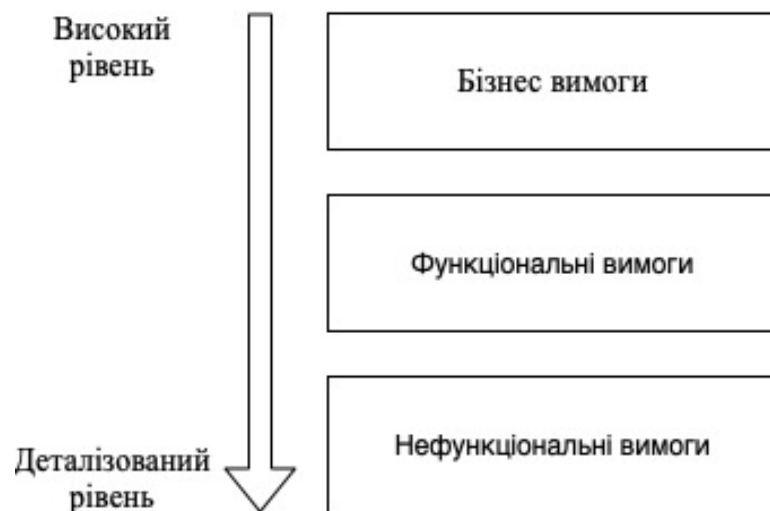 Високий
рівень
Бізнес вимоги
Функціональні вимоги
Нефункціональні вимоги
Деталізований
рівень